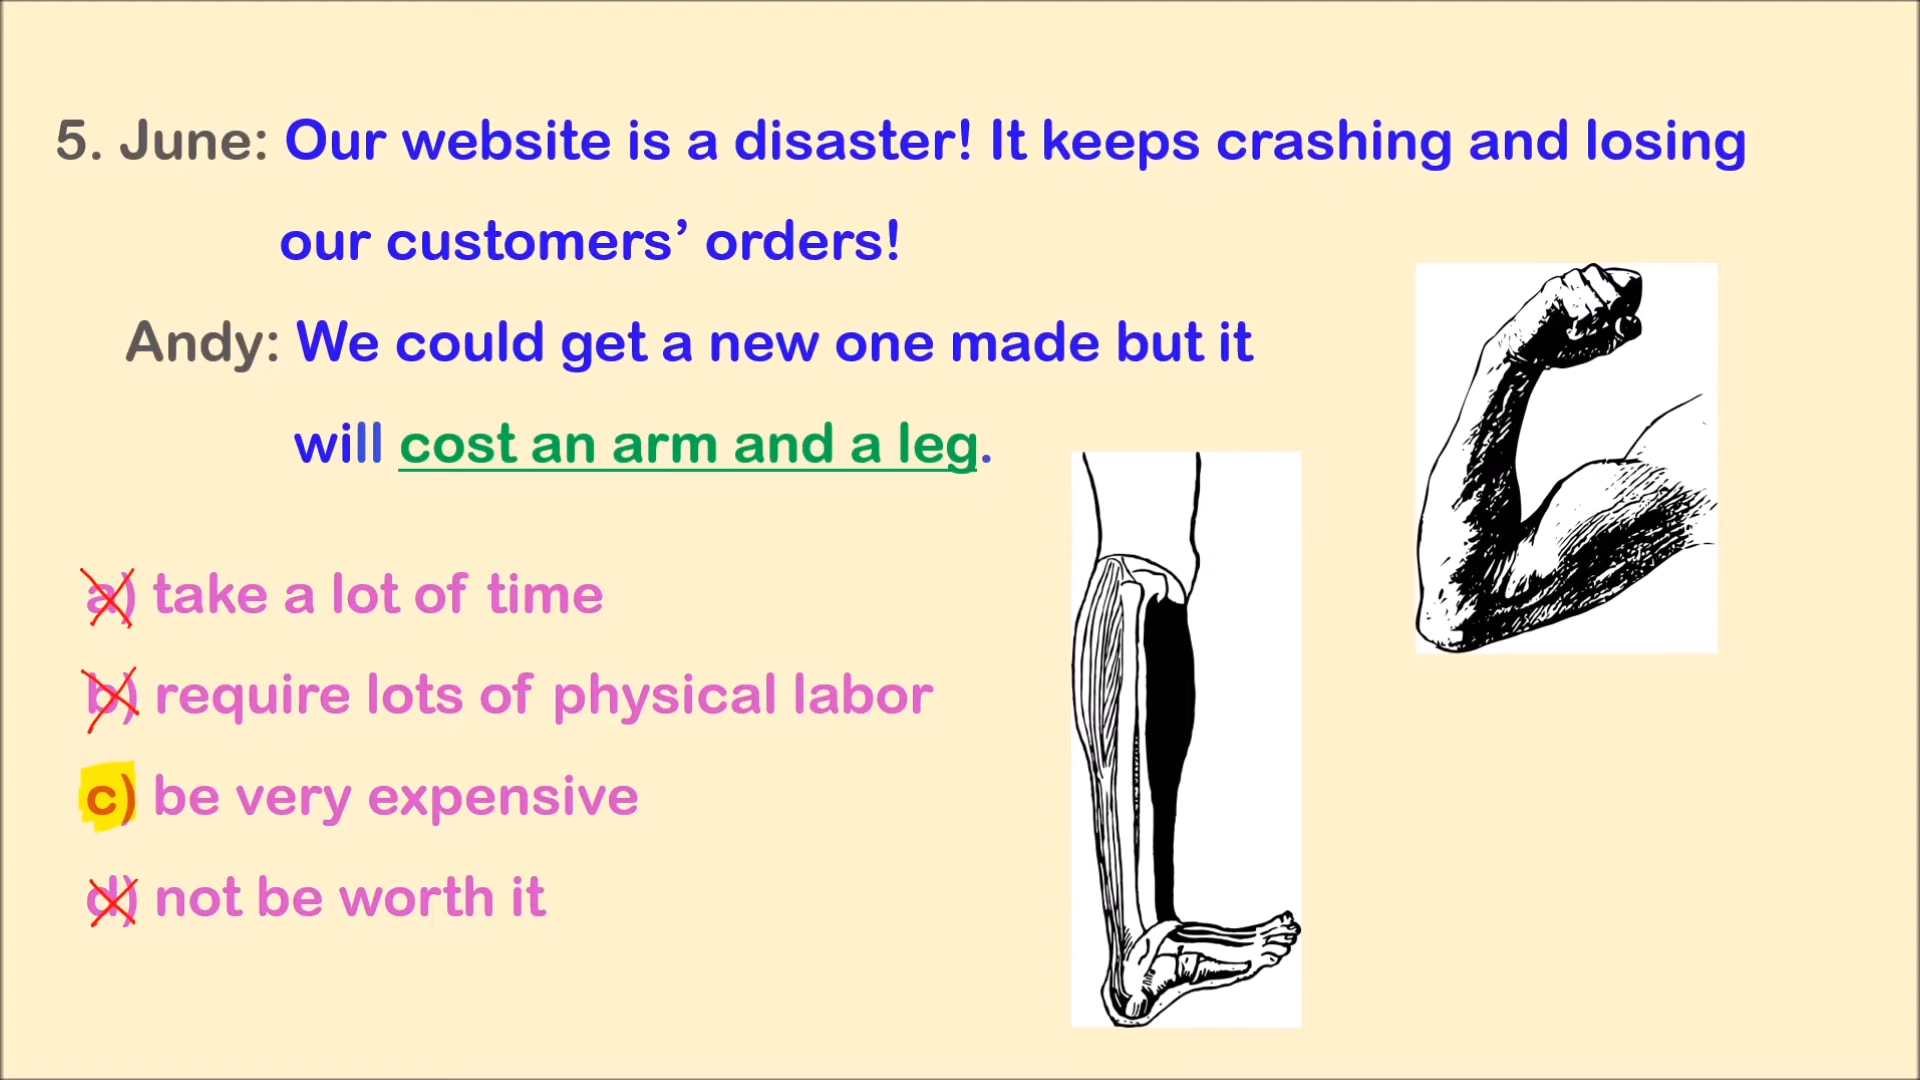 5. June: Our website is a disaster! It keeps crashing and losing
our customers’ orders!
Andy: We could get a new one made but it
will cost an arm and a leg.
a) take a lot of time
b) require lots of physical labor
c) be very expensive
d) not be worth it